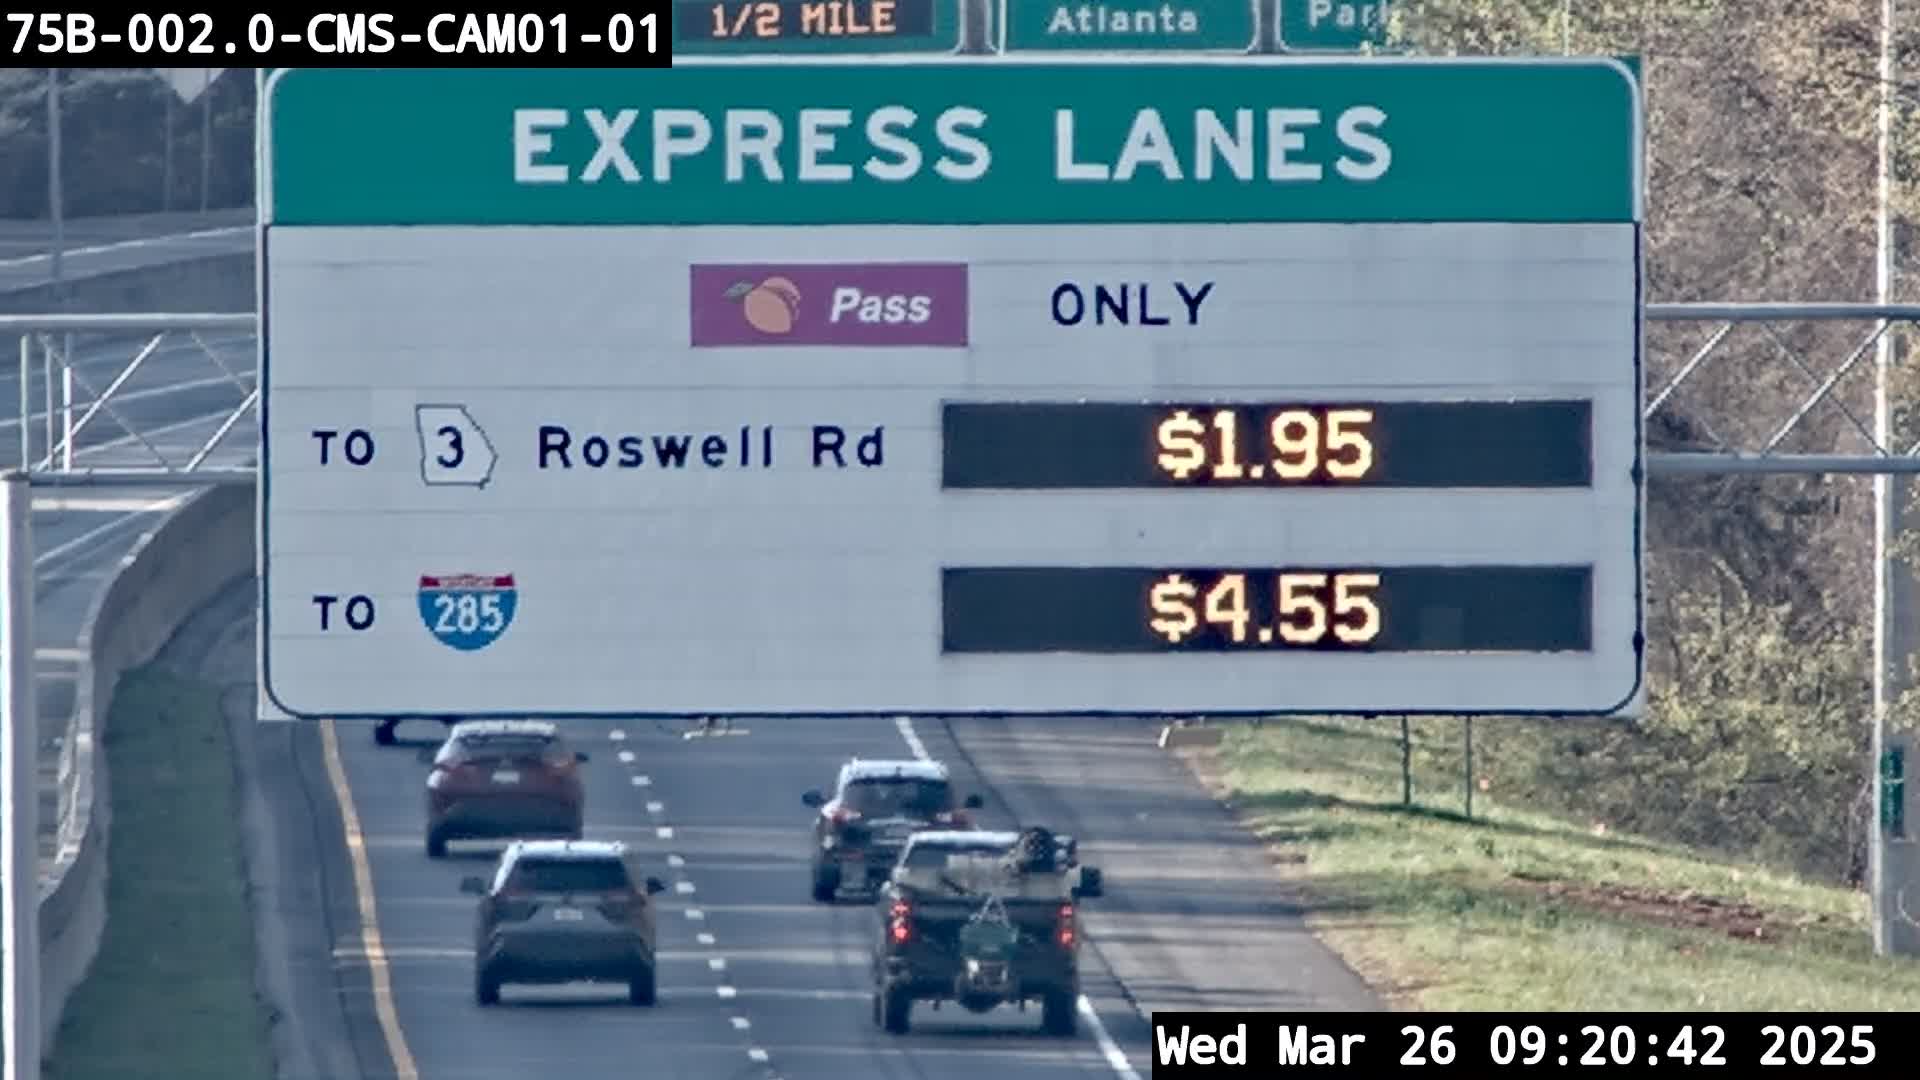 75B-002.0-CMS-CAM01-01
1/2 MILE
Atlanta
EXPRESS LANES
Pass ONLY
TO 3 Roswell Rd $1.95
TO 285 $4.55
Wed Mar 26 09:20:42 2025